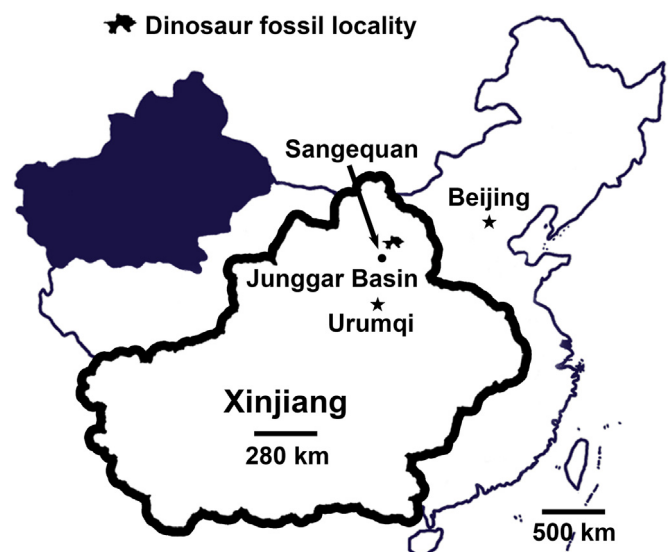 Dinosaur fossil locality
Sangequan
Beijing
Junggar Basin
Urumqi
Xinjiang
280 km
500 km